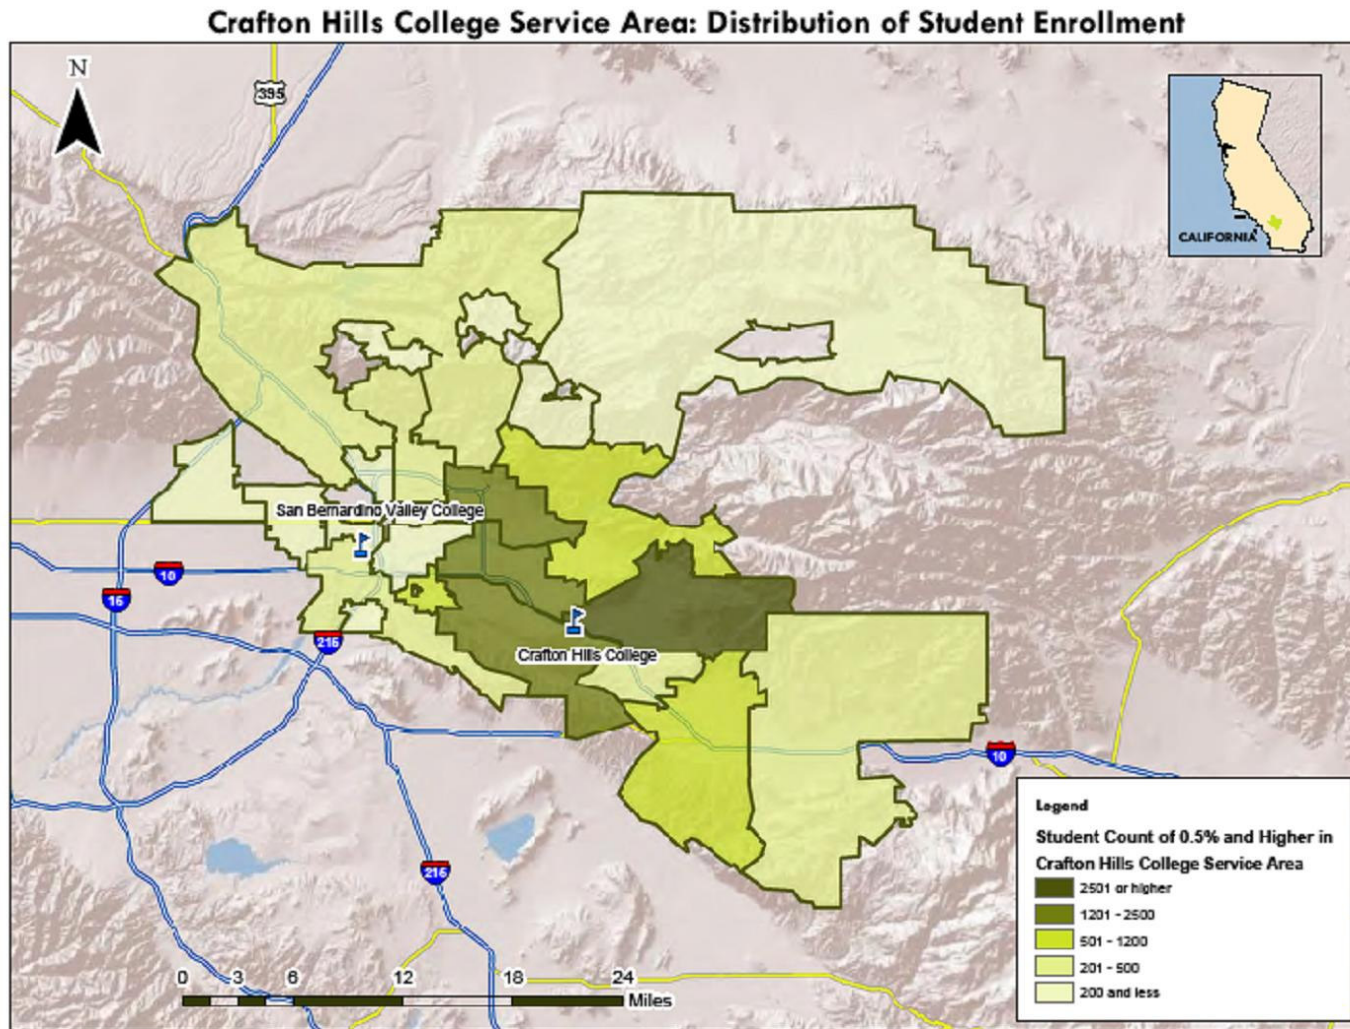 Crafton Hills College Service Area: Distribution of Student Enrollment
N
395
CALIFORNIA
San Bernardino Valley College
10
15
215
Crafton Hills College
10
215
0 3 6 12 18 24
Miles
Legend
Student Count of 0.5% and Higher in
Crafton Hills College Service Area
2501 or higher
1201 - 2500
501 - 1200
201 - 500
200 and less